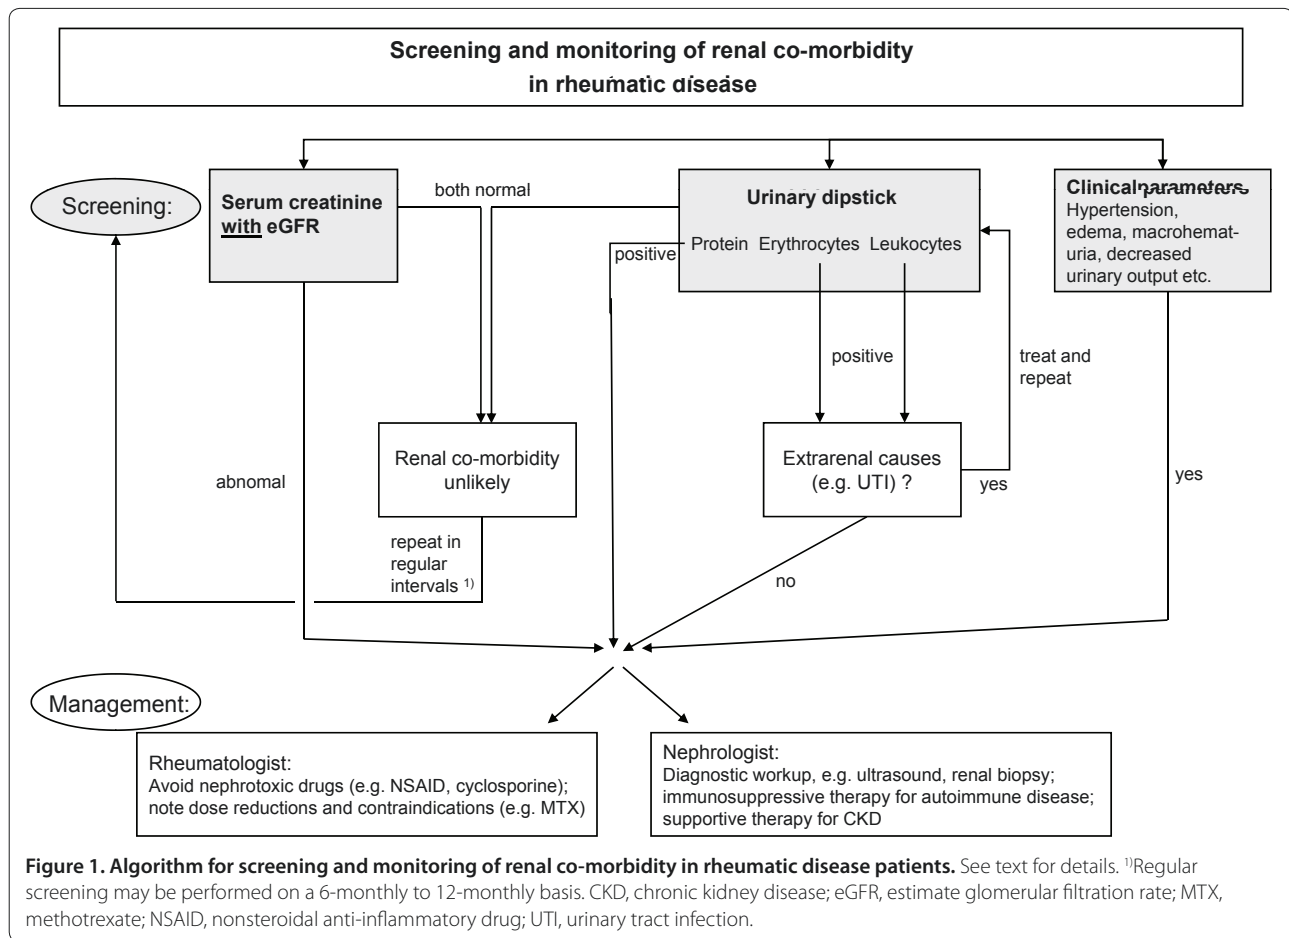 Screening and monitoring of renal co-morbidity
in rheumatic disease
Screening:
Serum creatinine
with eGFR
both normal
Urinary dipstick
Protein Erythrocytes Leukocytes
Clinicalparameters
Hypertension,
edema, macrohemat-
uria, decreased
urinary output etc.
positive
positive
treat and
repeat
Renal co-morbidity
unlikely
Extrarenal causes
(e.g. UTI) ?
yes
yes
abnomal
repeat in
regular
intervals 1)
no
Management:
Rheumatologist:
Avoid nephrotoxic drugs (e.g. NSAID, cyclosporine);
note dose reductions and contraindications (e.g. MTX)
Nephrologist:
Diagnostic workup, e.g. ultrasound, renal biopsy;
immunosuppressive therapy for autoimmune disease;
supportive therapy for CKD
Figure 1. Algorithm for screening and monitoring of renal co-morbidity in rheumatic disease patients. See text for details. 1)Regular
screening may be performed on a 6-monthly to 12-monthly basis. CKD, chronic kidney disease; eGFR, estimate glomerular filtration rate; MTX,
methotrexate; NSAID, nonsteroidal anti-inflammatory drug; UTI, urinary tract infection.